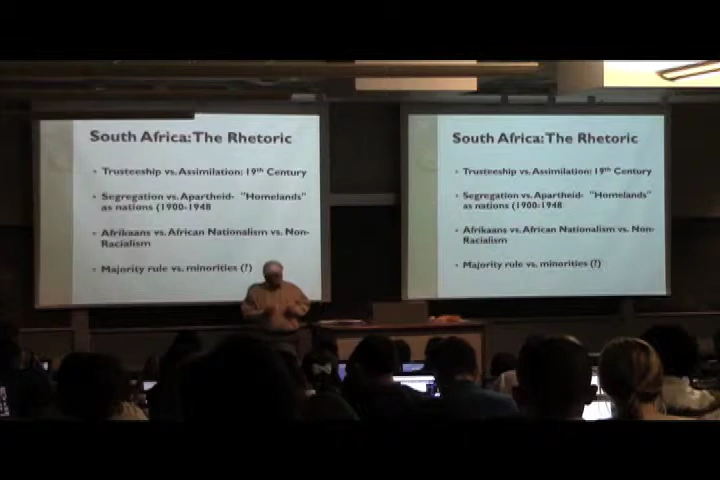 South Africa: The Rhetoric
• Trusteeship vs. Assimilation: 19th Century
• Segregation vs. Apartheid- "Homelands"
as nations (1900-1948
• Afrikaans vs. African Nationalism vs. Non-
Racialism
• Majority rule vs. minorities (?)
South Africa: The Rhetoric
• Trusteeship vs. Assimilation: 19th Century
• Segregation vs. Apartheid- "Homelands"
as nations (1900-1948
• Afrikaans vs. African Nationalism vs. Non-
Racialism
• Majority rule vs. minorities (?)